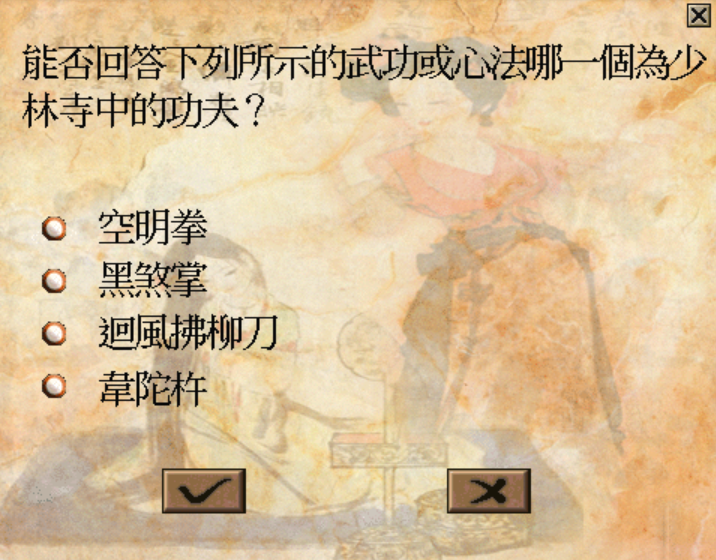 能否回答下列所示的武功或心法哪一個為少
林寺中的功夫？
空明拳
黑煞掌
迴風拂柳刀
韋陀杵